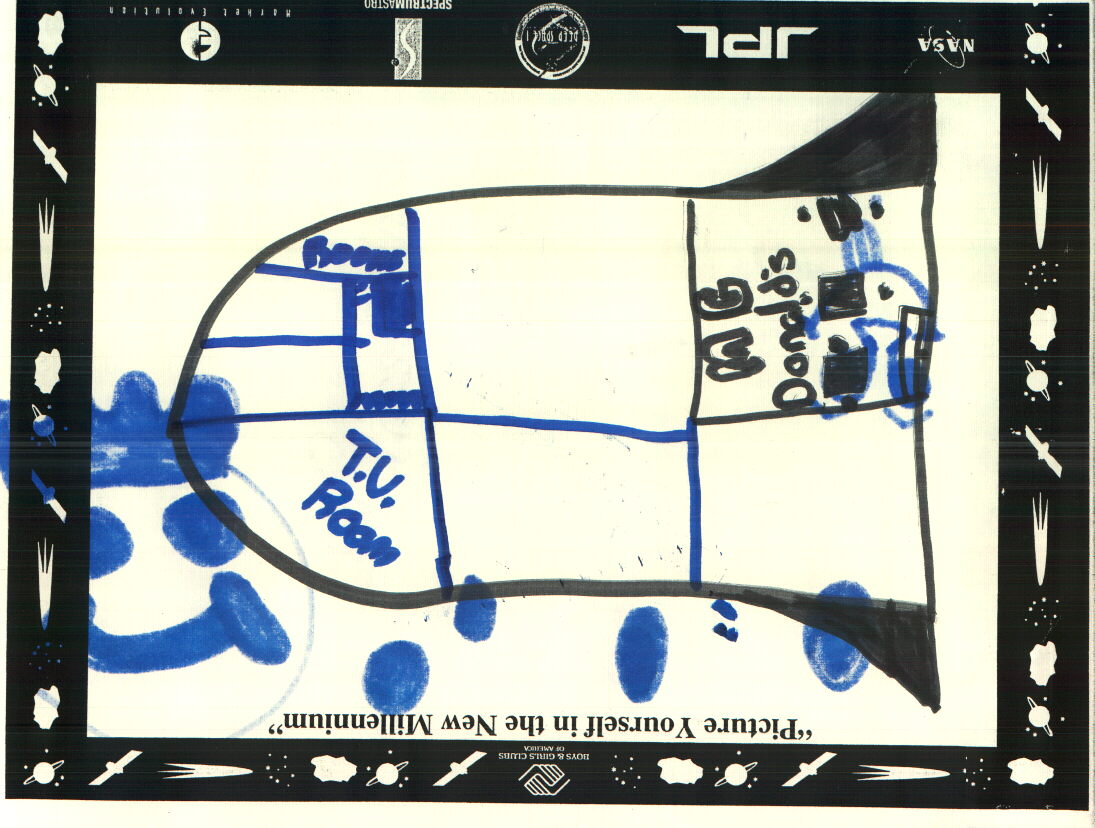 BOYS & GIRLS CLUBS
OF AMERICA
“Picture Yourself in the New Millennium”
Rooms
T.V.
Room
MG
Donald's
NASA
JPL
DEEP SPACE 1
SPECTRUMASTRO
Market Evolution